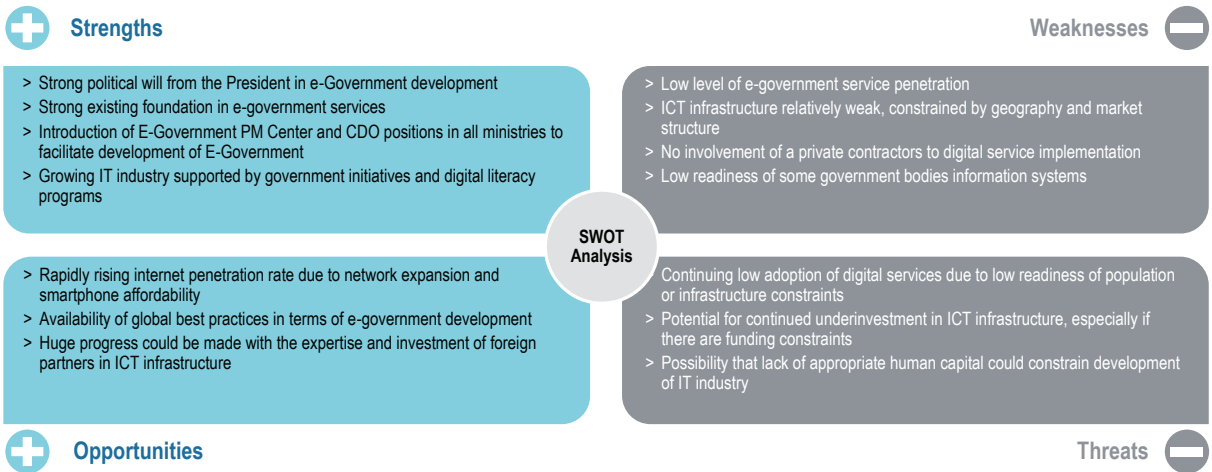 Strengths
Weaknesses
> Strong political will from the President in e-Government development
> Strong existing foundation in e-government services
> Introduction of E-Government PM Center and CDO positions in all ministries to
facilitate development of E-Government
> Growing IT industry supported by government initiatives and digital literacy
programs
> Low level of e-government service penetration
> ICT infrastructure relatively weak, constrained by geography and market
structure
> No involvement of a private contractors to digital service implementation
> Low readiness of some government bodies information systems
SWOT
Analysis
> Rapidly rising internet penetration rate due to network expansion and
smartphone affordability
> Availability of global best practices in terms of e-government development
> Huge progress could be made with the expertise and investment of foreign
partners in ICT infrastructure
Continuing low adoption of digital services due to low readiness of population
or infrastructure constraints
> Potential for continued underinvestment in ICT infrastructure, especially if
there are funding constraints
> Possibility that lack of appropriate human capital could constrain development
of IT industry
Opportunities
Threats